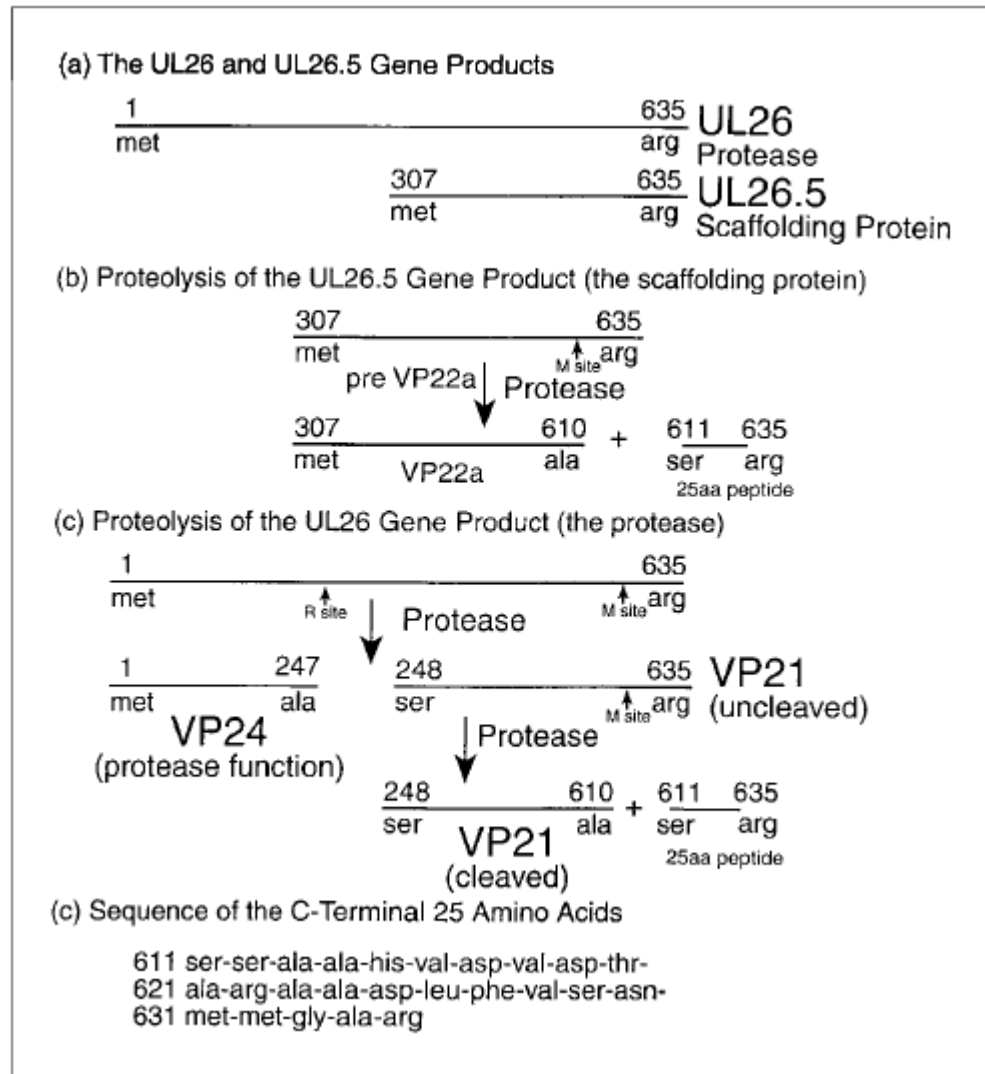 (a) The UL26 and UL26.5 Gene Products
1 635 UL26
met arg Protease
307 635 UL26.5
met arg Scaffolding Protein
(b) Proteolysis of the UL26.5 Gene Product (the scaffolding protein)
307 635
met M site arg
pre VP22a Protease
307 610 + 611 635
met VP22a ala ser arg
25aa peptide
(c) Proteolysis of the UL26 Gene Product (the protease)
1 635
met R site M site arg
Protease
1 247 248 635 VP21
met ala ser M site arg (uncleaved)
VP24 Protease
(protease function)
248 610 + 611 635
ser ala ser arg
VP21 25aa peptide
(cleaved)
(c) Sequence of the C-Terminal 25 Amino Acids
611 ser-ser-ala-ala-his-val-asp-val-asp-thr-
621 ala-arg-ala-ala-asp-leu-phe-val-ser-asn-
631 met-met-gly-ala-arg